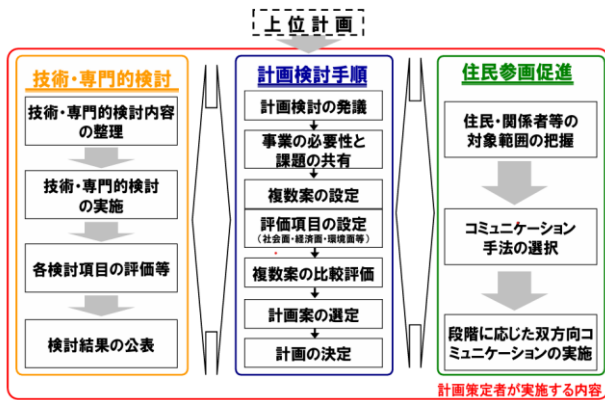 上位計画
技術・専門的検討
技術・専門的検討内容
の整理
技術・専門的検討
の実施
各検討項目の評価等
検討結果の公表
計画検討手順
計画検討の発議
事業の必要性と
課題の共有
複数案の設定
評価項目の設定
（社会面・経済面・環境面等）
複数案の比較評価
計画案の選定
計画の決定
住民参画促進
住民・関係者等の
対象範囲の把握
コミュニケーション
手法の選択
段階に応じた双方向コ
ミュニケーションの実施
計画策定者が実施する内容